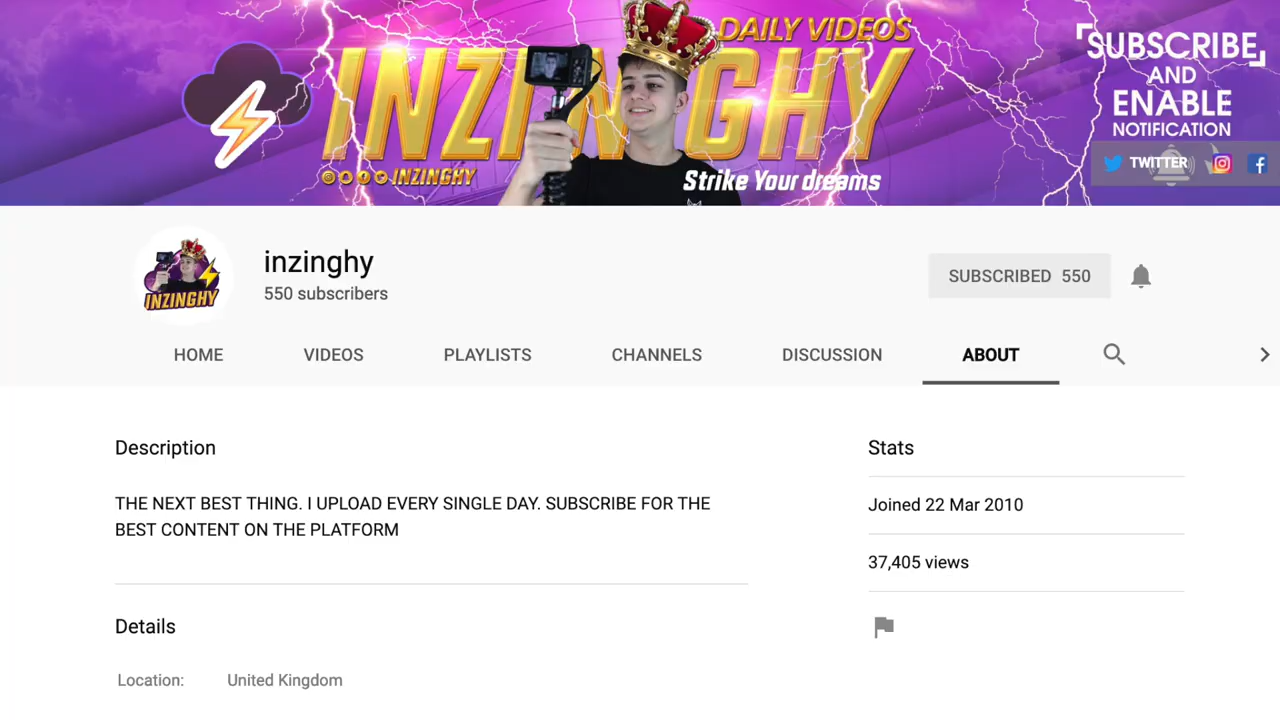 DAILY VIDEOS
INZINGHY
INZINGHY
Strike Your dreams
SUBSCRIBE
AND
ENABLE
NOTIFICATION
TWITTER
INZINGHY
inzinghy
550 subscribers
SUBSCRIBED 550
HOME VIDEOS PLAYLISTS CHANNELS DISCUSSION ABOUT
Description
THE NEXT BEST THING. I UPLOAD EVERY SINGLE DAY. SUBSCRIBE FOR THE
BEST CONTENT ON THE PLATFORM
Details
Location: United Kingdom
Stats
Joined 22 Mar 2010
37,405 views